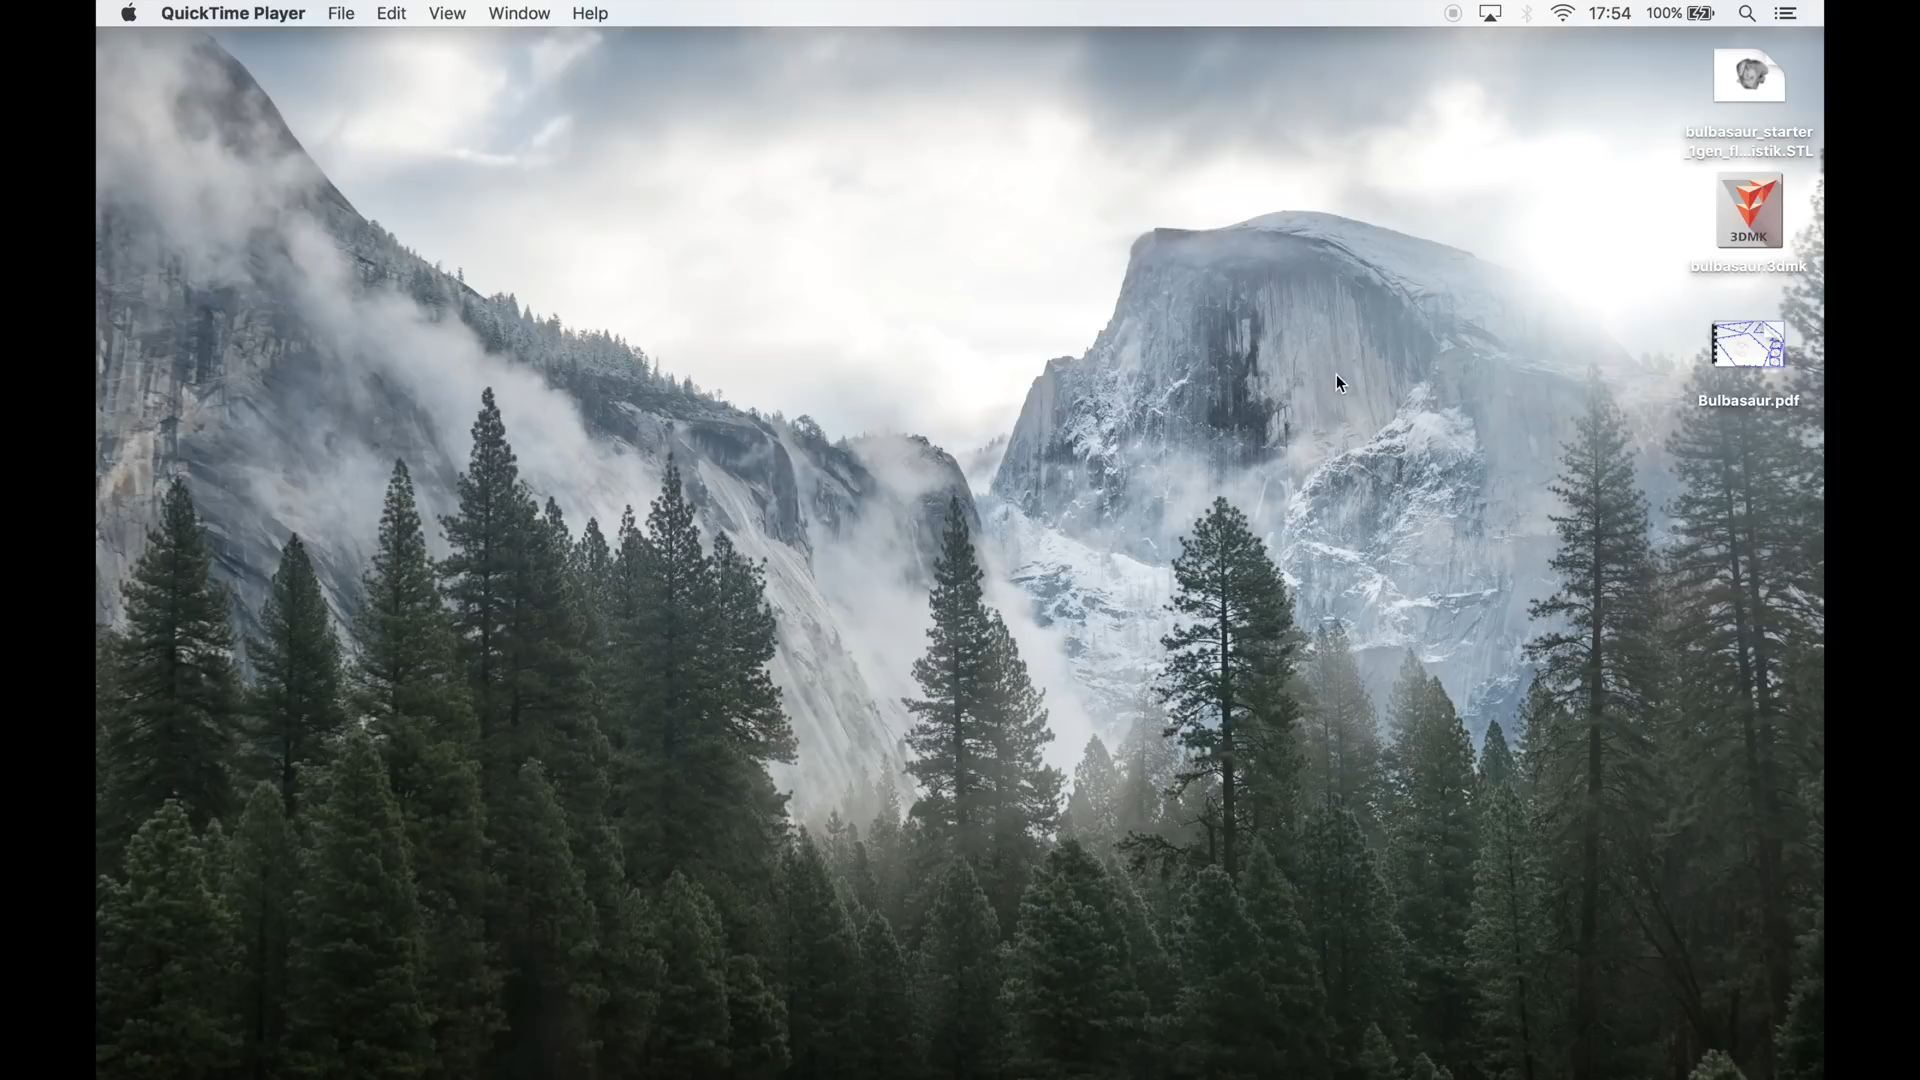 QuickTime Player File Edit View Window Help 17:54 100%
bulbasaur_starter
_1gen_fl...istik.STL
3DMK
bulbasaur.3dmk
Bulbasaur.pdf